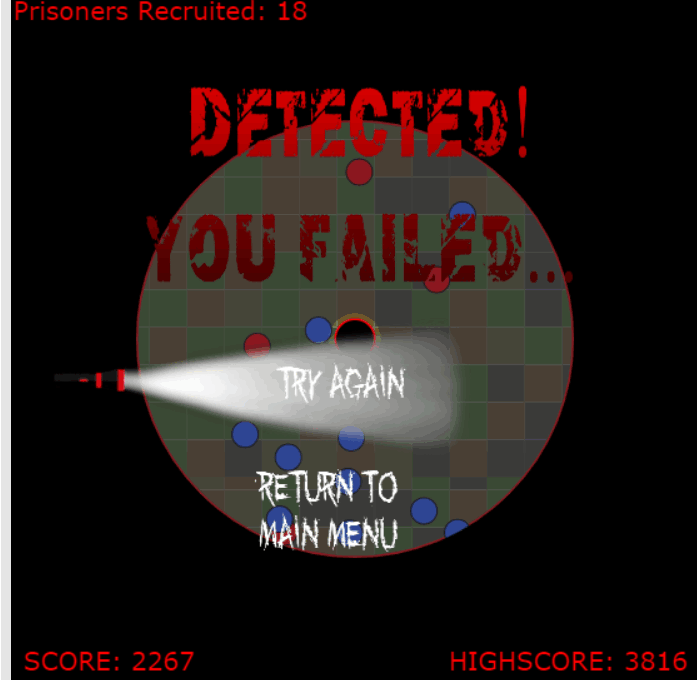 Prisoners Recruited: 18
DETECTED!
YOU FAILED...
TRY AGAIN
RETURN TO
MAIN MENU
SCORE: 2267 HIGHSCORE: 3816